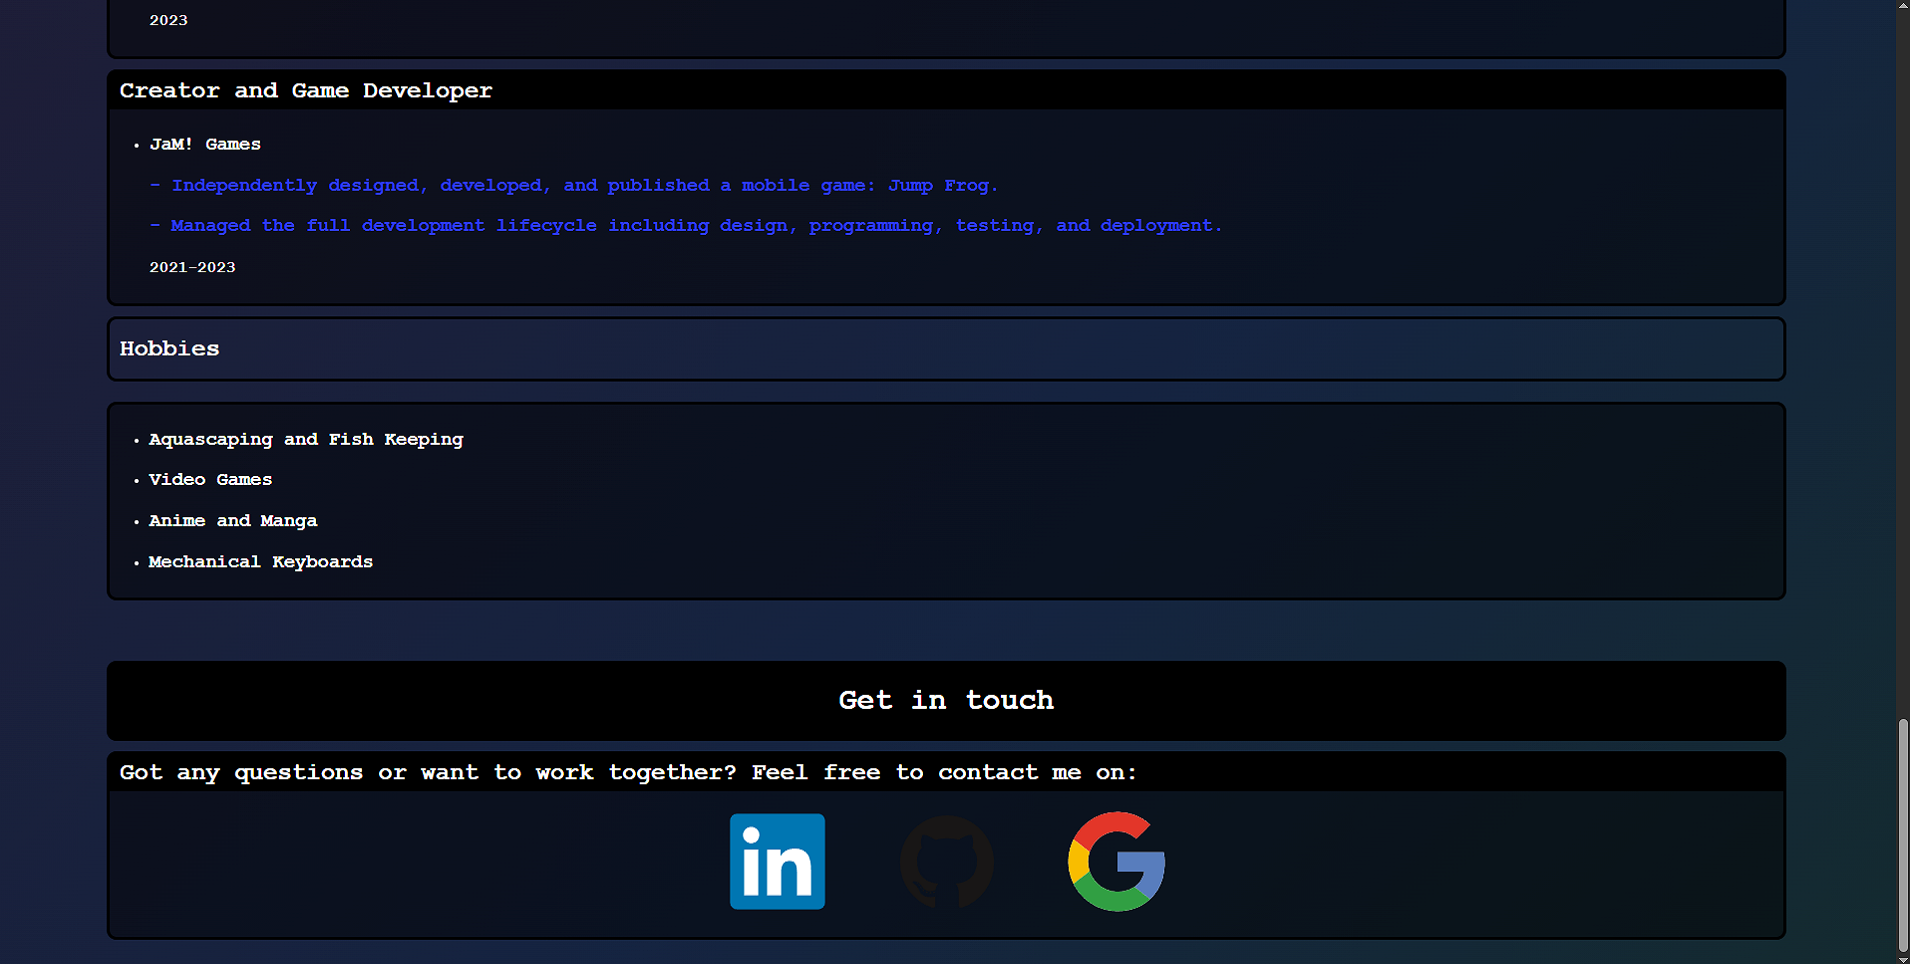 2023
Creator and Game Developer
• JaM! Games
- Independently designed, developed, and published a mobile game: Jump Frog.
- Managed the full development lifecycle including design, programming, testing, and deployment.
2021-2023
Hobbies
• Aquascaping and Fish Keeping
• Video Games
• Anime and Manga
• Mechanical Keyboards
Get in touch
Got any questions or want to work together? Feel free to contact me on:
in
G